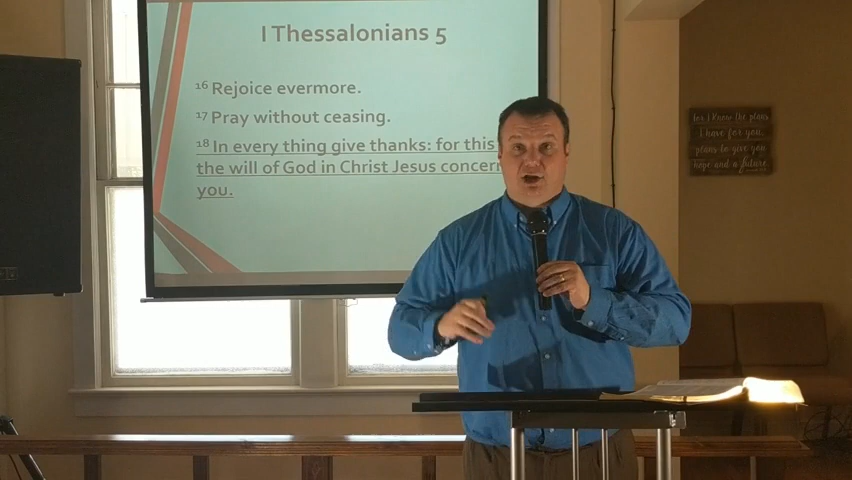 I Thessalonians 5
16 Rejoice evermore.
17 Pray without ceasing.
18 In every thing give thanks: for this
the will of God in Christ Jesus concern
you.
for I know the plans
I have for you,
plans to give you
hope and a future